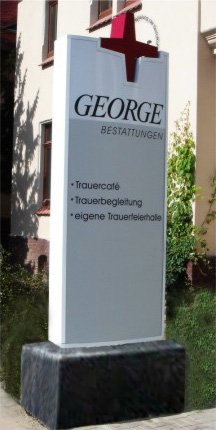 GEORGE
BESTATTUNGEN
• Trauercafé
• Trauerbegleitung
• eigene Trauerfeierhalle